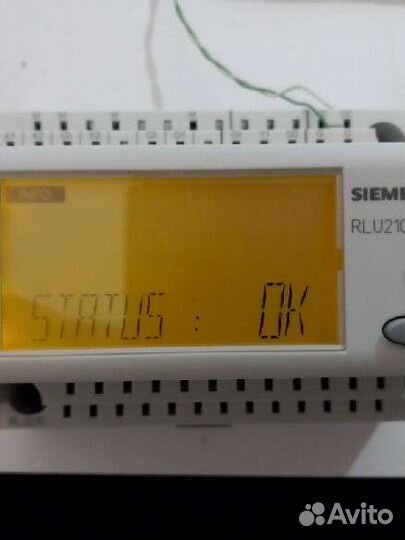 INFO
SIEME
RLU210
STATUS : OK
Avito